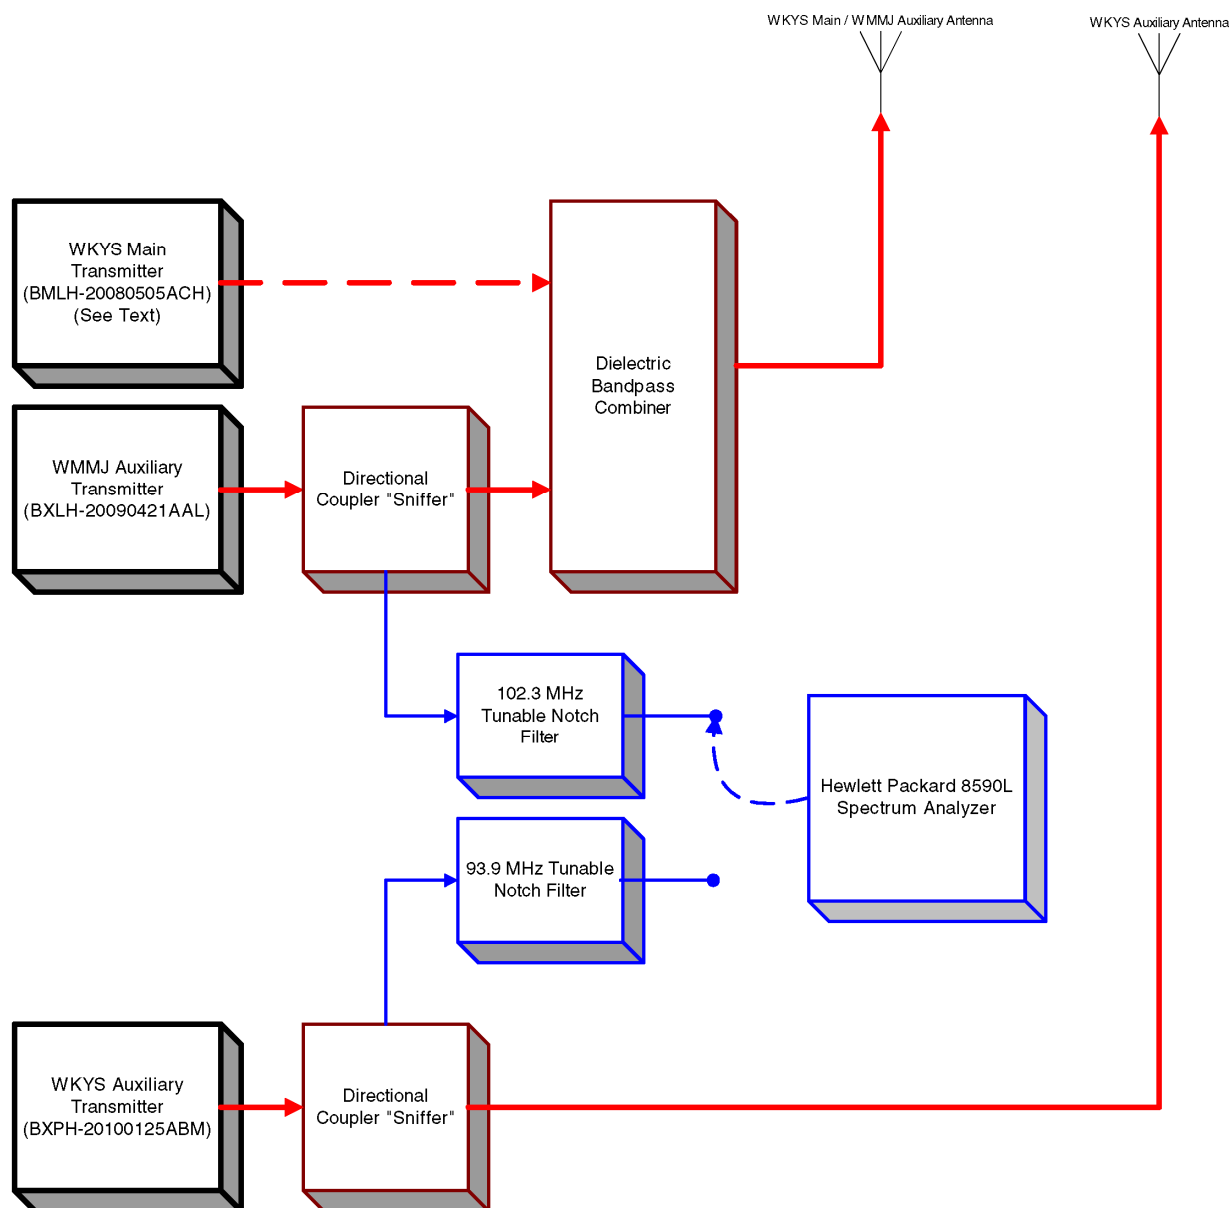 WKYS Main / WMMJ Auxiliary Antenna
WKYS Auxiliary Antenna
WKYS Main
Transmitter
(BMLH-20080505ACH)
(See Text)
Dielectric
Bandpass
Combiner
WMMJ Auxiliary
Transmitter
(BXLH-20090421AAL)
Directional
Coupler "Sniffer"
102.3 MHz
Tunable Notch
Filter
Hewlett Packard 8590L
Spectrum Analyzer
93.9 MHz Tunable
Notch Filter
WKYS Auxiliary
Transmitter
(BXPH-20100125ABM)
Directional
Coupler "Sniffer"